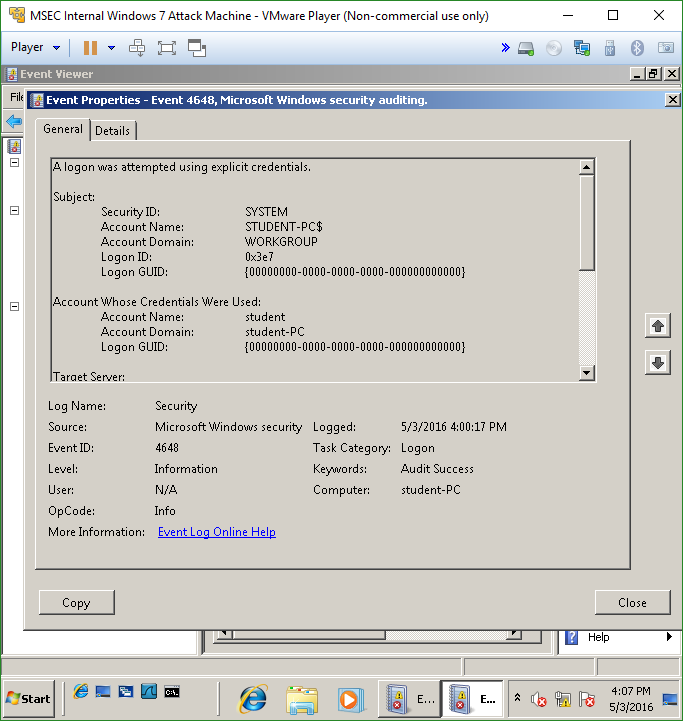 MSEC Internal Windows 7 Attack Machine - VMware Player (Non-commercial use only)
Player
Event Viewer
File
Event Properties - Event 4648, Microsoft Windows security auditing.
General Details
A logon was attempted using explicit credentials.
Subject:
Security ID: SYSTEM
Account Name: STUDENT-PC$
Account Domain: WORKGROUP
Logon ID: 0x3e7
Logon GUID: {00000000-0000-0000-0000-000000000000}
Account Whose Credentials Were Used:
Account Name: student
Account Domain: student-PC
Logon GUID: {00000000-0000-0000-0000-000000000000}
Target Server:
Log Name: Security
Source: Microsoft Windows security Logged: 5/3/2016 4:00:17 PM
Event ID: 4648 Task Category: Logon
Level: Information Keywords: Audit Success
User: N/A Computer: student-PC
OpCode: Info
More Information: Event Log Online Help
Copy Close
Help
Start E... E... 4:07 PM
5/3/2016